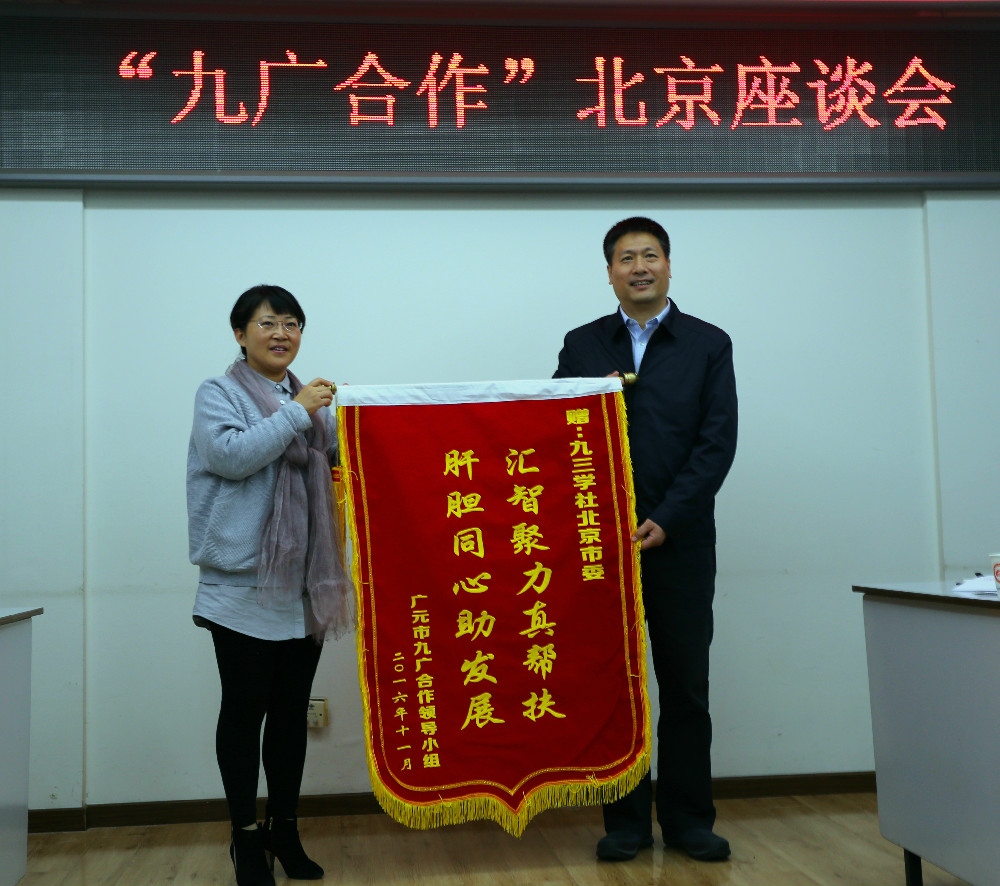 “九广合作”北京座谈会
赠：九三学社北京市委
汇智聚力真帮扶
肝胆同心助发展
广元市九广合作领导小组
二〇一六年十一月